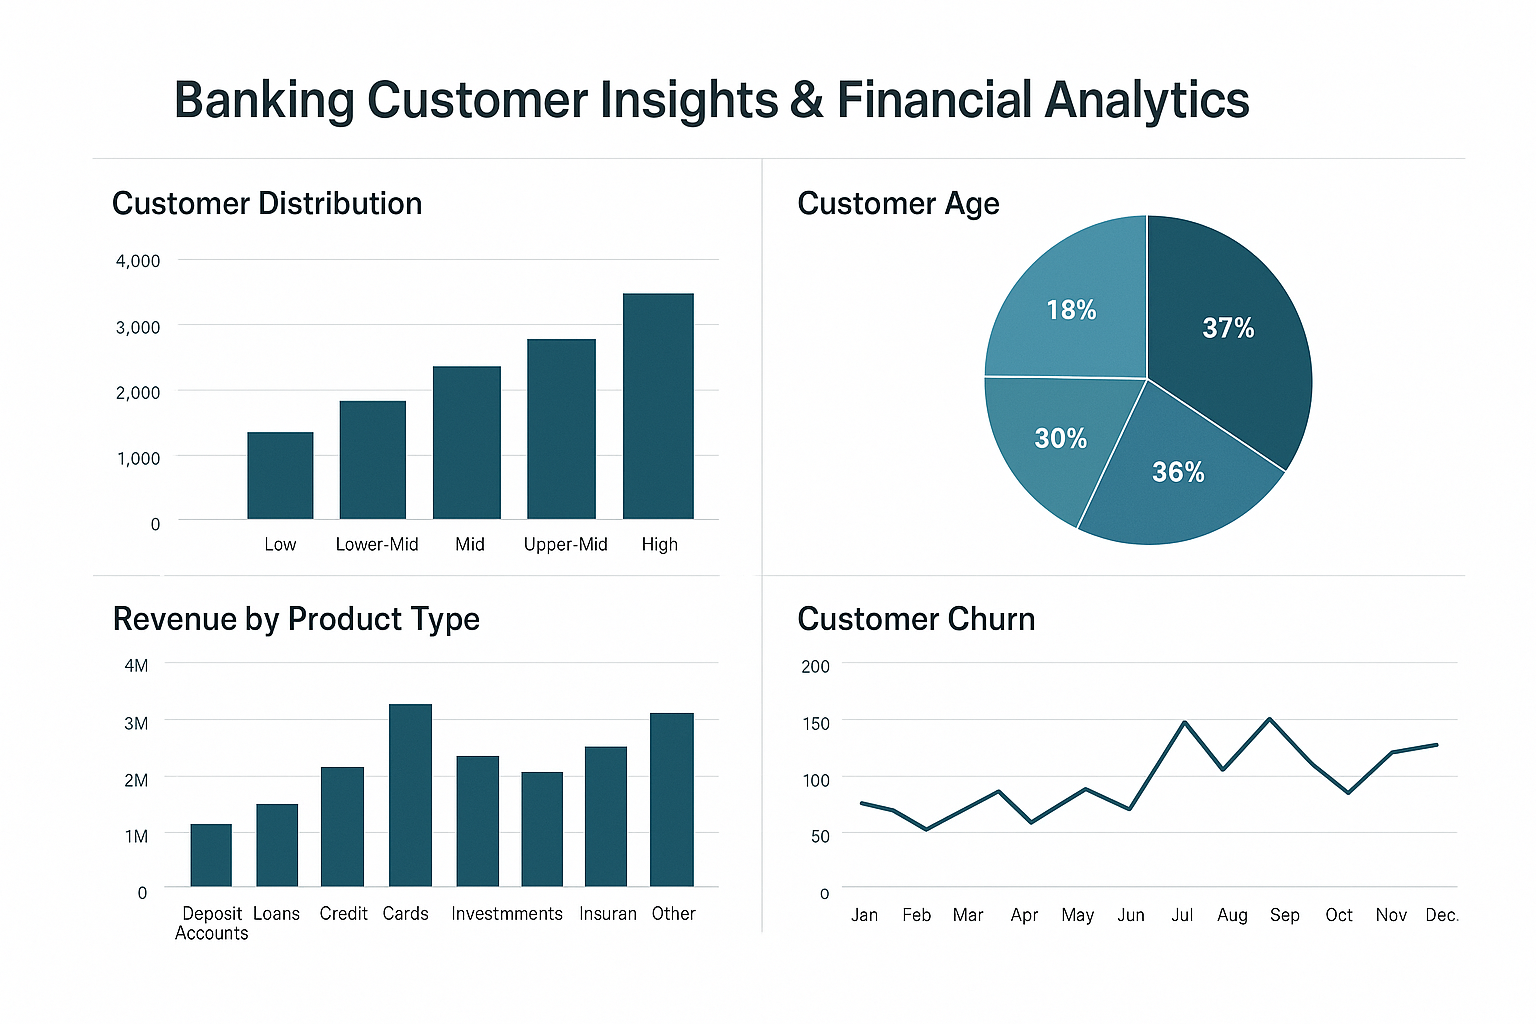 Banking Customer Insights & Financial Analytics
Customer Distribution
4,000
3,000
2,000
1,000
0
Low Lower-Mid Mid Upper-Mid High
Customer Age
18%
37%
30%
36%
Revenue by Product Type
4M
3M
2M
1M
0
Deposit Loans Credit Cards Investmments Insuran Other
Accounts
Customer Churn
200
150
100
50
0
Jan Feb Mar Apr May Jun Jul Aug Sep Oct Nov Dec.